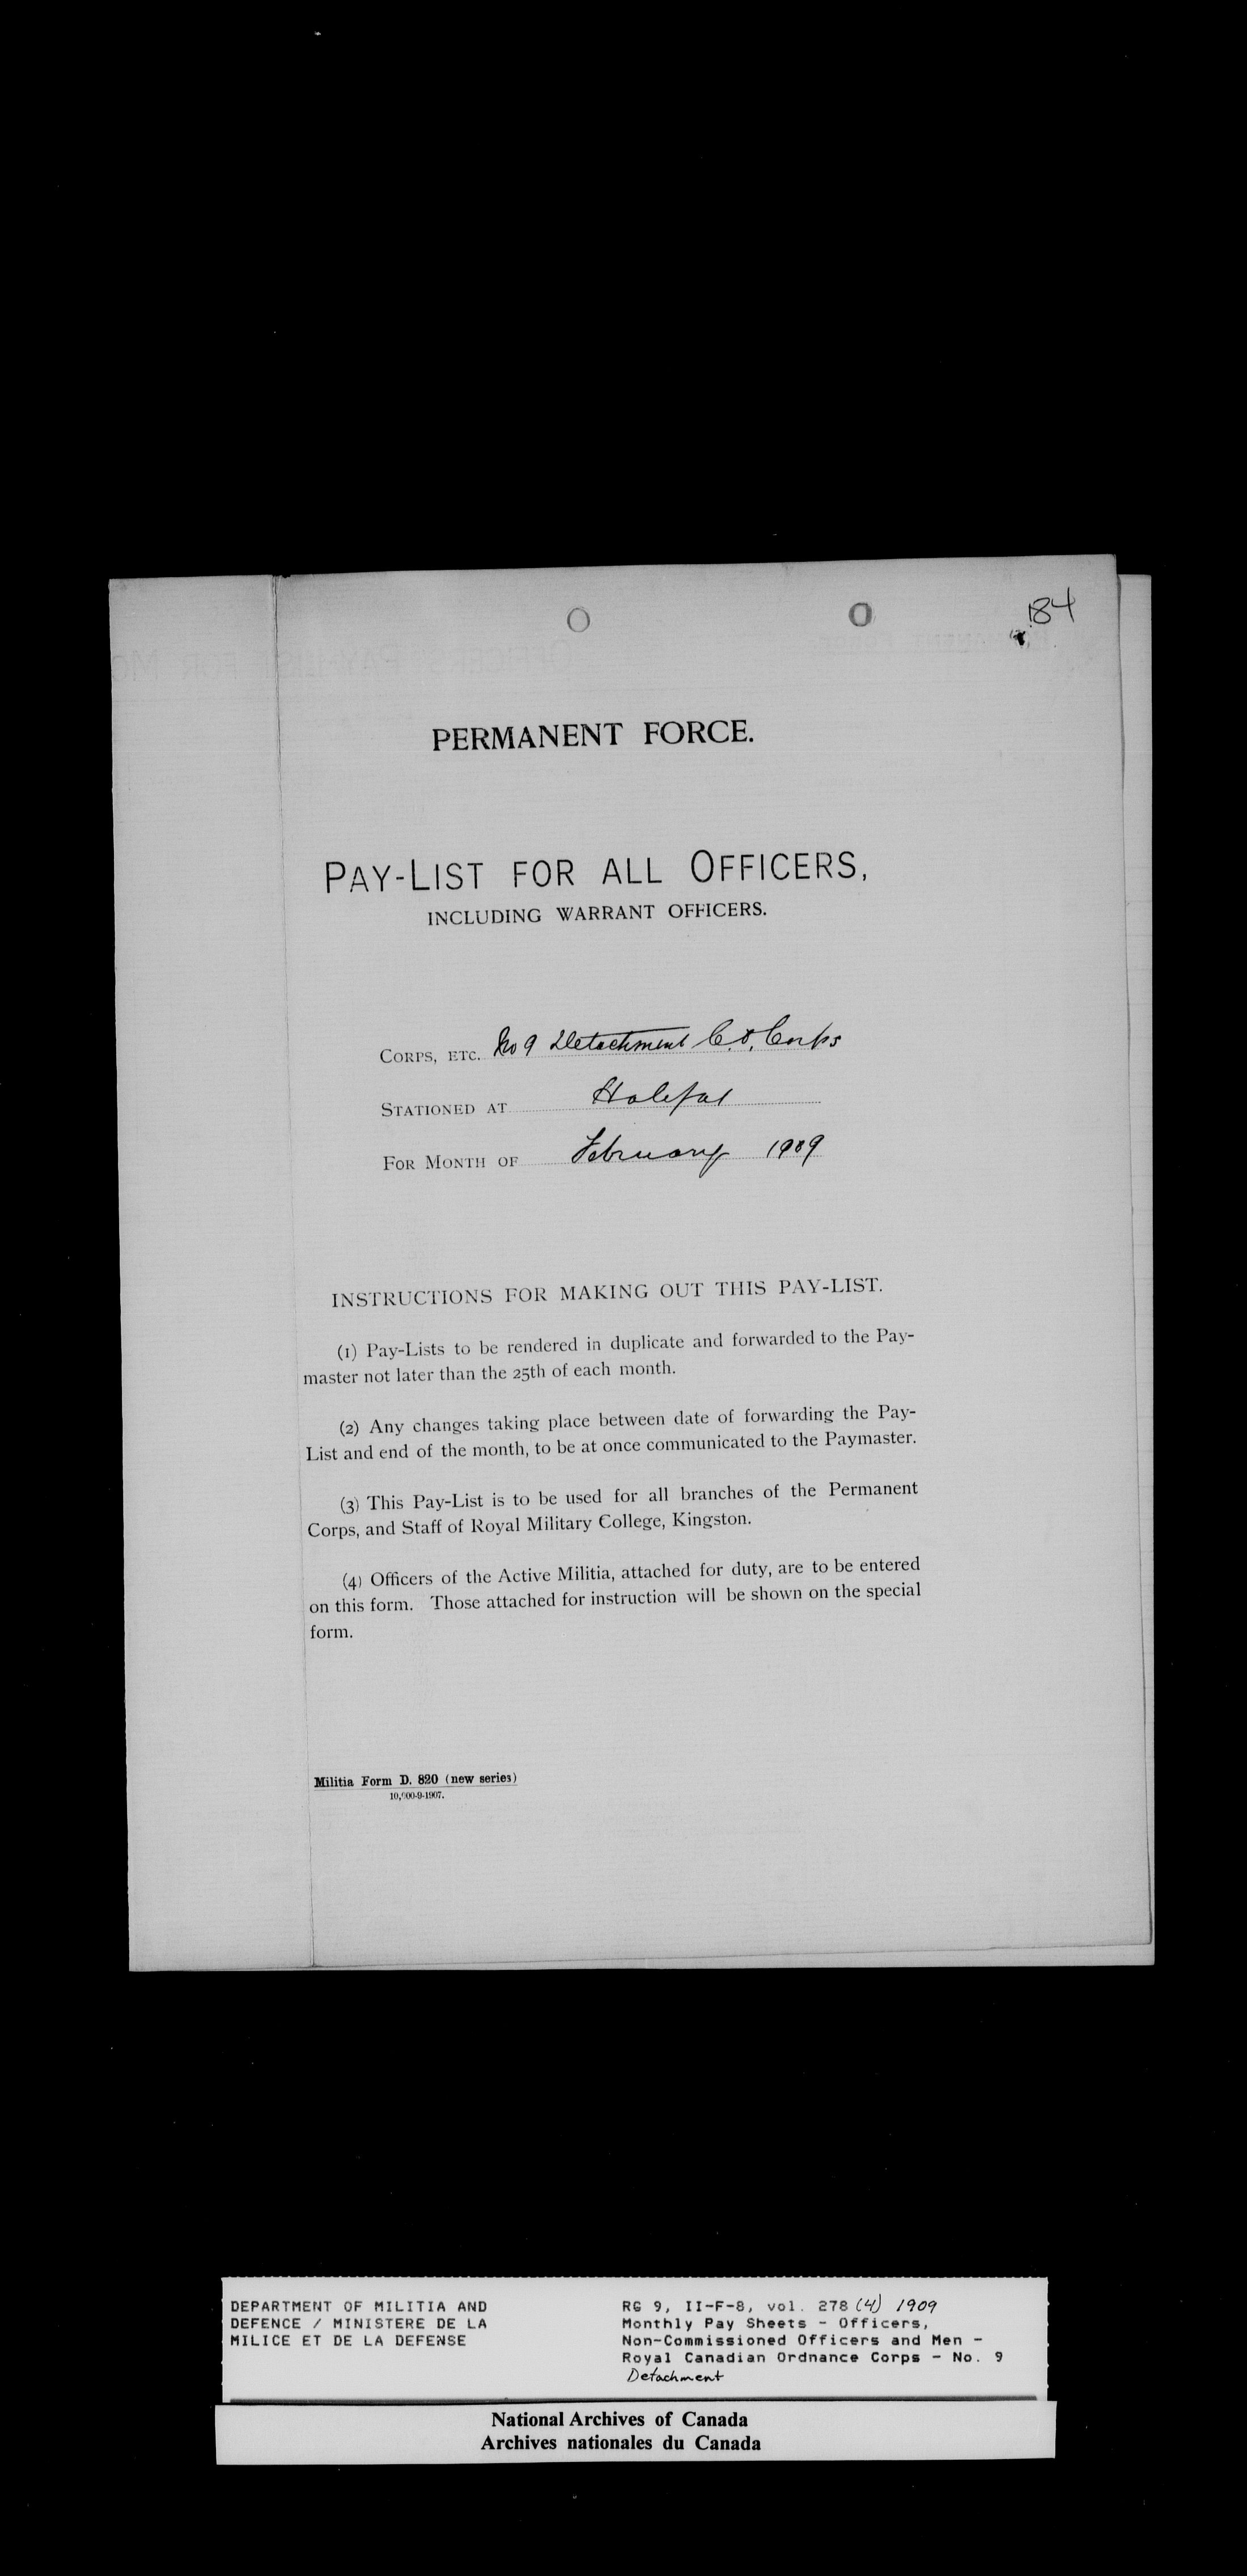 184
PERMANENT FORCE.
PAY-LIST FOR ALL OFFICERS,
INCLUDING WARRANT OFFICERS.
CORPS, ETC. No 9 Detachment C.O. Corps
STATIONED AT Halifax
FOR MONTH OF February 1909
INSTRUCTIONS FOR MAKING OUT THIS PAY-LIST.
(1) Pay-Lists to be rendered in duplicate and forwarded to the Pay-
master not later than the 25th of each month.
(2) Any changes taking place between date of forwarding the Pay-
List and end of the month, to be at once communicated to the Paymaster.
(3) This Pay-List is to be used for all branches of the Permanent
Corps, and Staff of Royal Military College, Kingston.
(4) Officers of the Active Militia, attached for duty, are to be entered
on this form. Those attached for instruction will be shown on the special
form.
Militia Form D. 820 (new series)
10,000-9-1907.
DEPARTMENT OF MILITIA AND
DEFENCE / MINISTERE DE LA
MILICE ET DE LA DEFENSE
RG 9, II-F-8, vol. 278 (4) 1909
Monthly Pay Sheets - Officers,
Non-Commissioned Officers and Men -
Royal Canadian Ordnance Corps - No. 9
Detachment
National Archives of Canada
Archives nationales du Canada